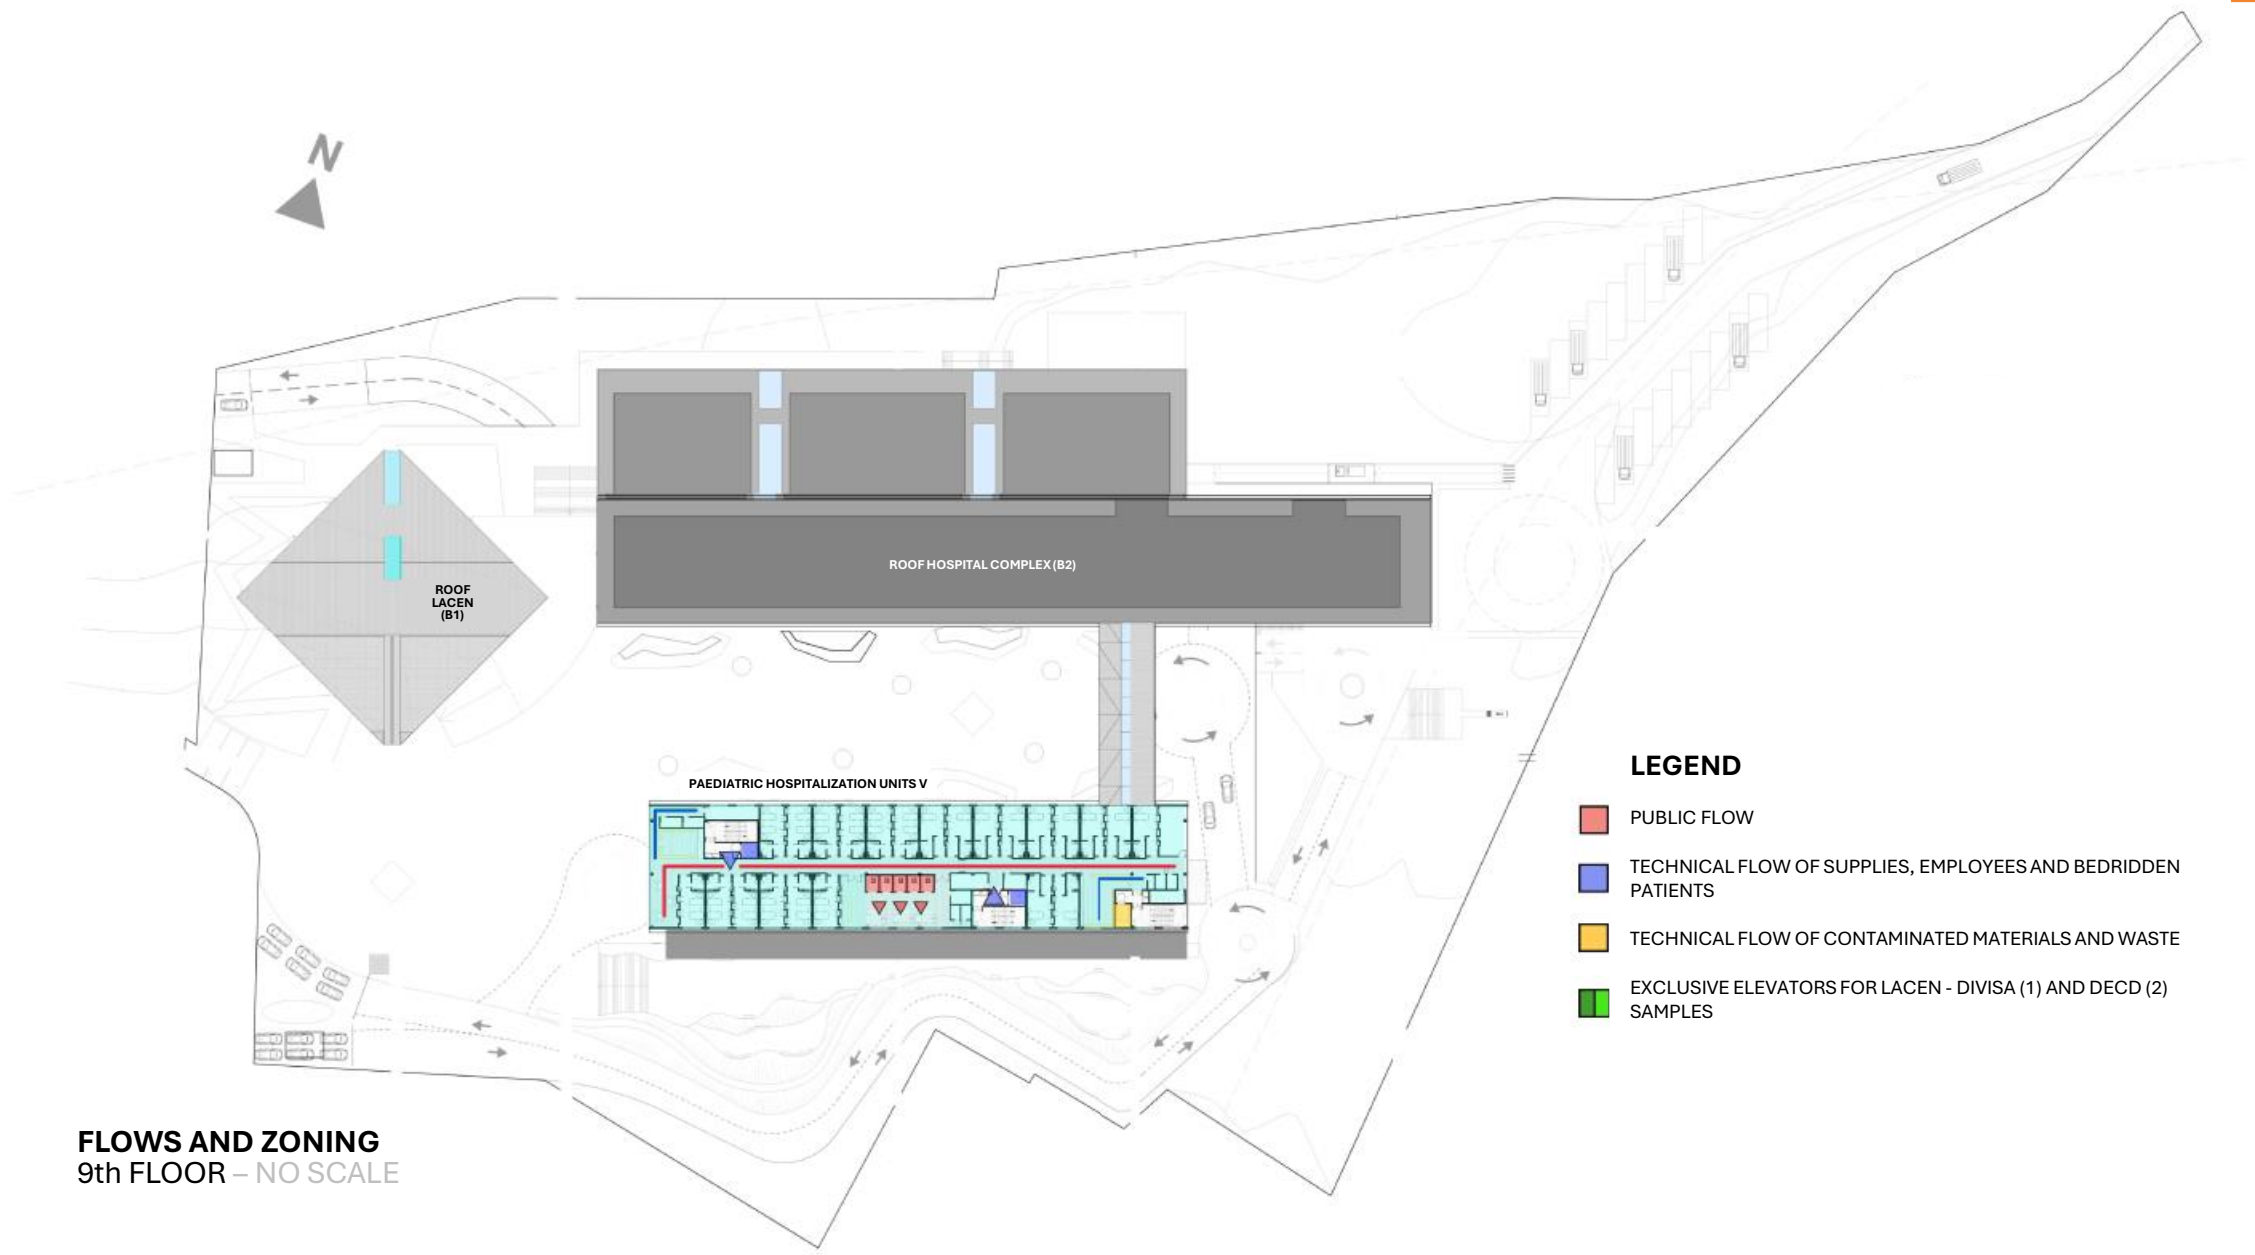 N
ROOF HOSPITAL COMPLEX (B2)
ROOF
LACEN
(B1)
PAEDIATRIC HOSPITALIZATION UNITS V
LEGEND
PUBLIC FLOW
TECHNICAL FLOW OF SUPPLIES, EMPLOYEES AND BEDRIDDEN
PATIENTS
TECHNICAL FLOW OF CONTAMINATED MATERIALS AND WASTE
EXCLUSIVE ELEVATORS FOR LACEN - DIVISA (1) AND DECD (2)
SAMPLES
FLOWS AND ZONING
9th FLOOR – NO SCALE